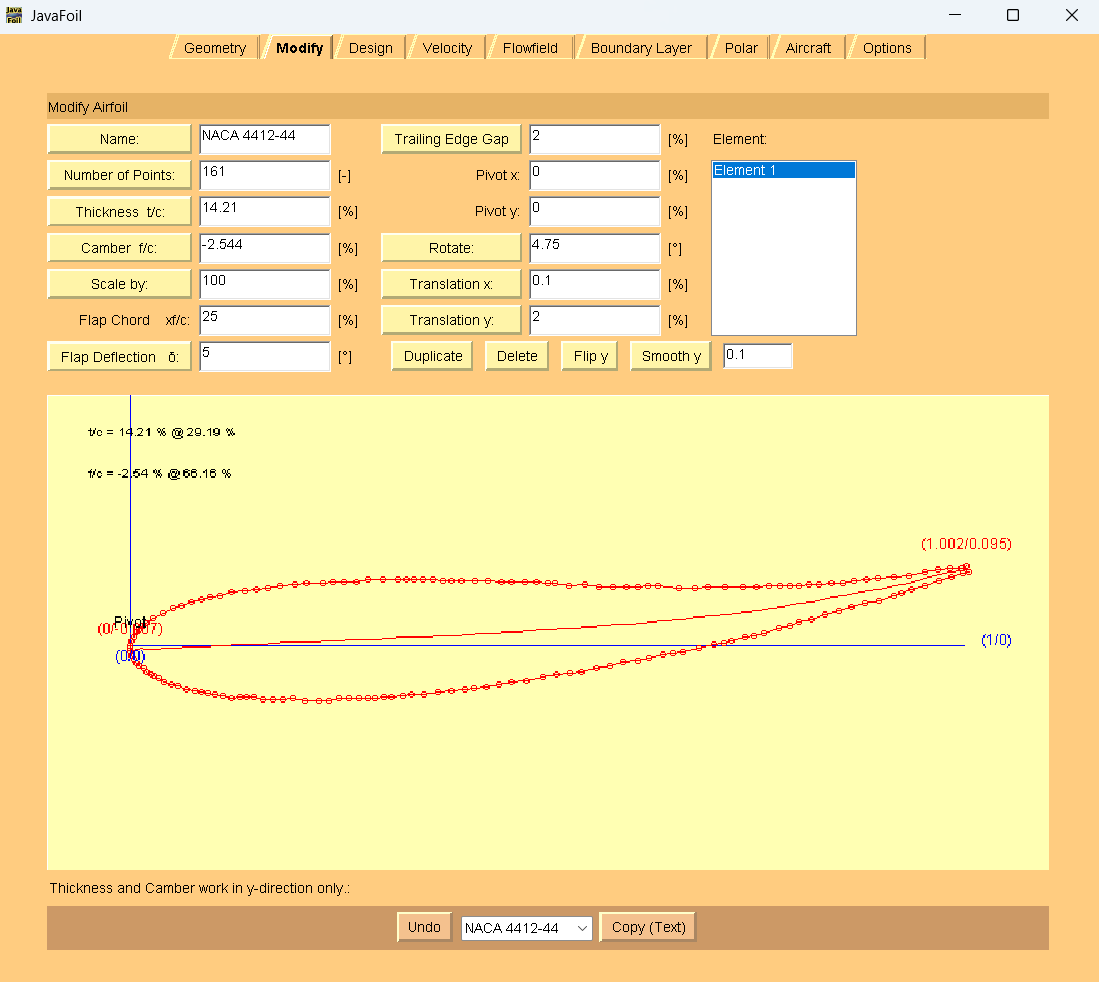 JavaFoil
Geometry Modify Design Velocity Flowfield Boundary Layer Polar Aircraft Options
Modify Airfoil
Name: NACA 4412-44 Trailing Edge Gap 2 [%] Element:
Number of Points: 161 [-] Pivot x: 0 [%] Element 1
Thickness t/c: 14.21 [%] Pivot y: 0 [%]
Camber f/c: -2.544 [%] Rotate: 4.75 [°]
Scale by: 100 [%] Translation x: 0.1 [%]
Flap Chord xf/c: 25 [%] Translation y: 2 [%]
Flap Deflection δ: 5 [°] Duplicate Delete Flip y Smooth y 0.1
t/c = 14.21 % @ 29.19 %
f/c = -2.54 % @ 66.16 %
(1.002/0.095)
Pivot
(1/0)
(0/0)
Thickness and Camber work in y-direction only.:
Undo NACA 4412-44 Copy (Text)